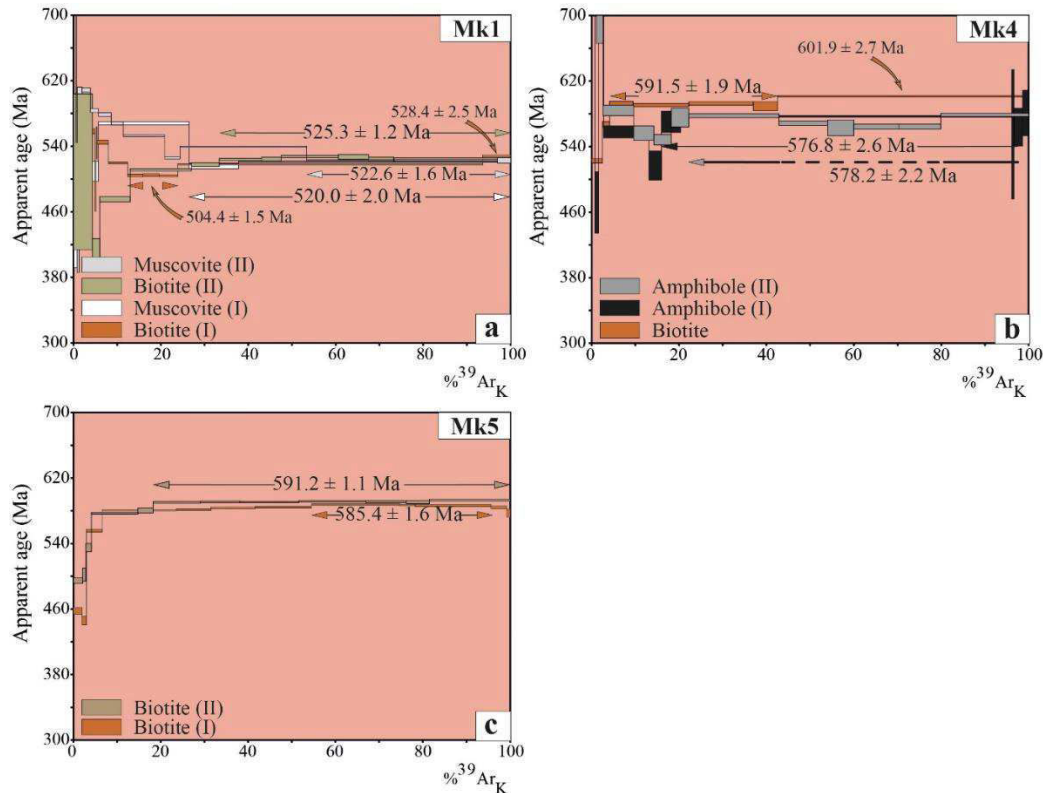 Mk1
Apparent age (Ma)
700
620
540
460
380
300
528.4 ± 2.5 Ma
525.3 ± 1.2 Ma
522.6 ± 1.6 Ma
520.0 ± 2.0 Ma
504.4 ± 1.5 Ma
Muscovite (II)
Biotite (II)
Muscovite (I)
Biotite (I)
a
0 20 40 60 80 100
%³⁹Ar_K
Mk4
Apparent age (Ma)
700
620
540
460
380
300
601.9 ± 2.7 Ma
591.5 ± 1.9 Ma
576.8 ± 2.6 Ma
578.2 ± 2.2 Ma
Amphibole (II)
Amphibole (I)
Biotite
b
0 20 40 60 80 100
%³⁹Ar_K
Mk5
Apparent age (Ma)
700
620
540
460
380
300
591.2 ± 1.1 Ma
585.4 ± 1.6 Ma
Biotite (II)
Biotite (I)
c
0 20 40 60 80 100
%³⁹Ar_K